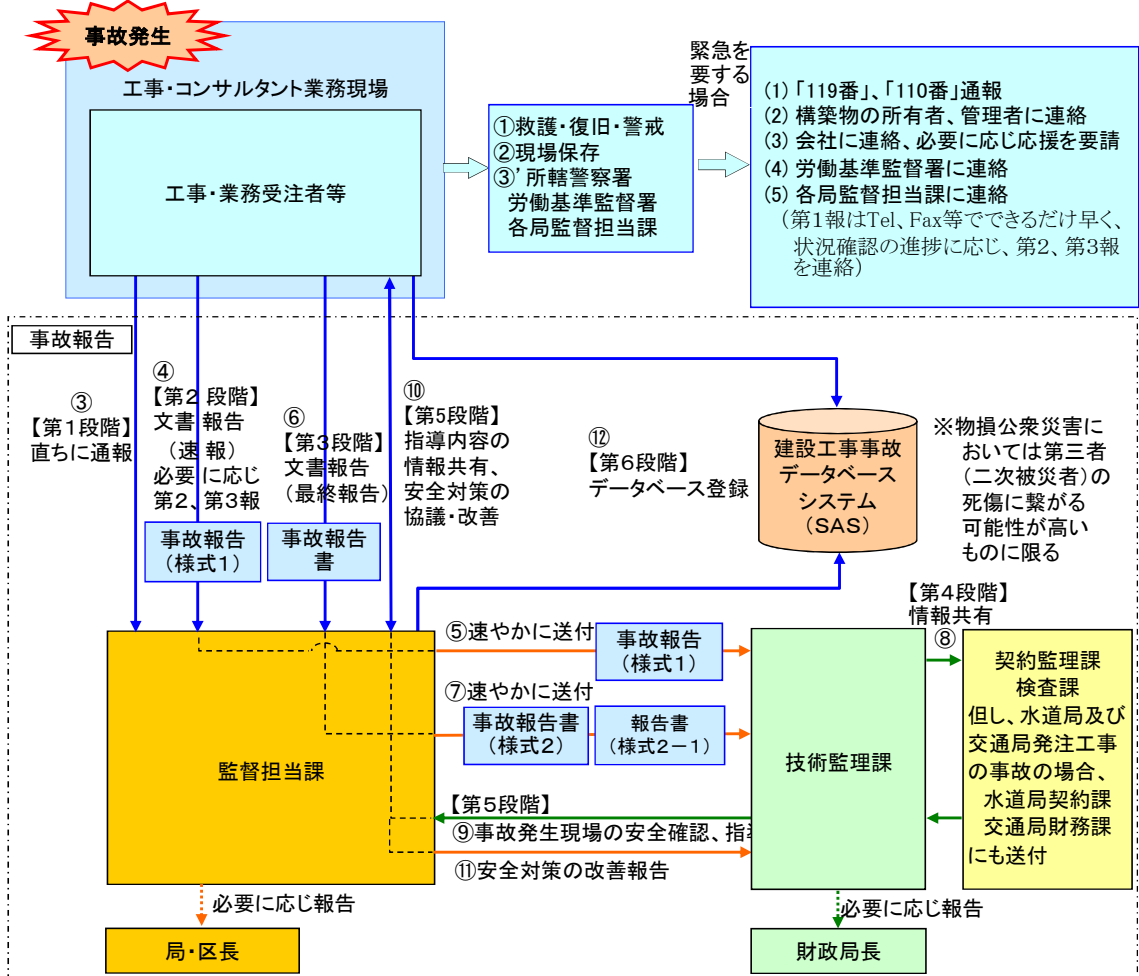 事故発生
工事・コンサルタント業務現場
工事・業務受注者等
①救護・復旧・警戒
②現場保存
③’所轄警察署
労働基準監督署
各局監督担当課
緊急を
要する
場合
(1) 「119番」、「110番」通報
(2) 構築物の所有者、管理者に連絡
(3) 会社に連絡、必要に応じ応援を要請
(4) 労働基準監督署に連絡
(5) 各局監督担当課に連絡
（第1報はTel、Fax等でできるだけ早く、
状況確認の進捗に応じ、第2、第3報
を連絡）
事故報告
③
【第1段階】
直ちに通報
④
【第2段階】
文書報告
（速報）
必要に応じ
第2、第3報
事故報告
(様式1)
⑥
【第3段階】
文書報告
（最終報告）
事故報告
書
⑩
【第5段階】
指導内容の
情報共有、
安全対策の
協議・改善
⑫
【第6段階】
データベース登録
建設工事事故
データベース
システム
（SAS）
※物損公衆災害に
おいては第三者
（二次被災者）の
死傷に繋がる
可能性が高い
ものに限る
監督担当課
⑤速やかに送付
事故報告
(様式1)
⑦速やかに送付
事故報告書
(様式2)
報告書
(様式2－1)
【第5段階】
⑨事故発生現場の安全確認、指
⑪安全対策の改善報告
技術監理課
【第4段階】
情報共有
⑧
契約監理課
検査課
但し、水道局及び
交通局発注工事
の事故の場合、
水道局契約課
交通局財務課
にも送付
必要に応じ報告
局・区長
必要に応じ報告
財政局長